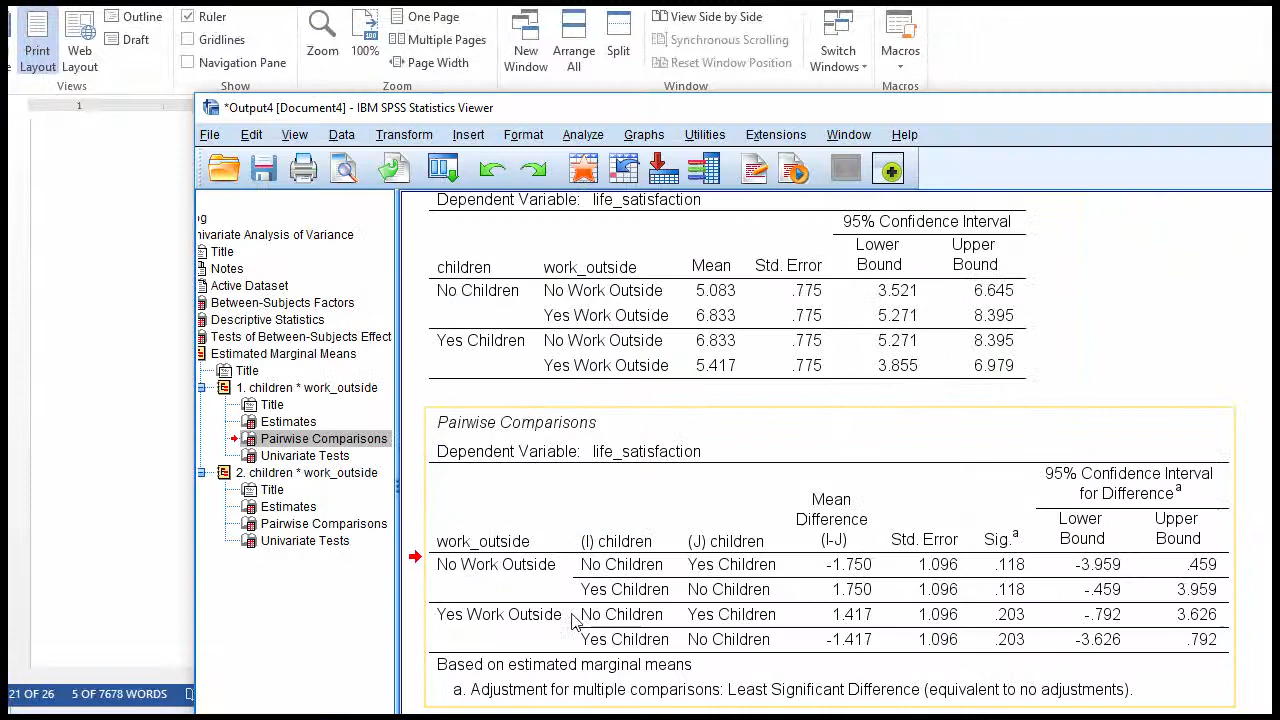 Outline
Draft
Print Layout
Web Layout
Views
Ruler
Gridlines
Navigation Pane
Show
Zoom
100%
One Page
Multiple Pages
Page Width
Zoom
New Window
Arrange All
Split
View Side by Side
Synchronous Scrolling
Reset Window Position
Window
Switch Windows
Macros
Macros
1
*Output4 [Document4] - IBM SPSS Statistics Viewer
File Edit View Data Transform Insert Format Analyze Graphs Utilities Extensions Window Help
og
nivariate Analysis of Variance
Title
Notes
Active Dataset
Between-Subjects Factors
Descriptive Statistics
Tests of Between-Subjects Effect
Estimated Marginal Means
Title
1. children * work_outside
Title
Estimates
Pairwise Comparisons
Univariate Tests
2. children * work_outside
Title
Estimates
Pairwise Comparisons
Univariate Tests
Dependent Variable: life_satisfaction
95% Confidence Interval
children work_outside Mean Std. Error Lower Bound Upper Bound
No Children No Work Outside 5.083 .775 3.521 6.645
Yes Work Outside 6.833 .775 5.271 8.395
Yes Children No Work Outside 6.833 .775 5.271 8.395
Yes Work Outside 5.417 .775 3.855 6.979
Pairwise Comparisons
Dependent Variable: life_satisfaction
95% Confidence Interval for Difference a
work_outside (I) children (J) children Mean Difference (I-J) Std. Error Sig.a Lower Bound Upper Bound
No Work Outside No Children Yes Children -1.750 1.096 .118 -3.959 .459
Yes Children No Children 1.750 1.096 .118 -.459 3.959
Yes Work Outside No Children Yes Children 1.417 1.096 .203 -.792 3.626
Yes Children No Children -1.417 1.096 .203 -3.626 .792
Based on estimated marginal means
a. Adjustment for multiple comparisons: Least Significant Difference (equivalent to no adjustments).
21 OF 26 5 OF 7678 WORDS